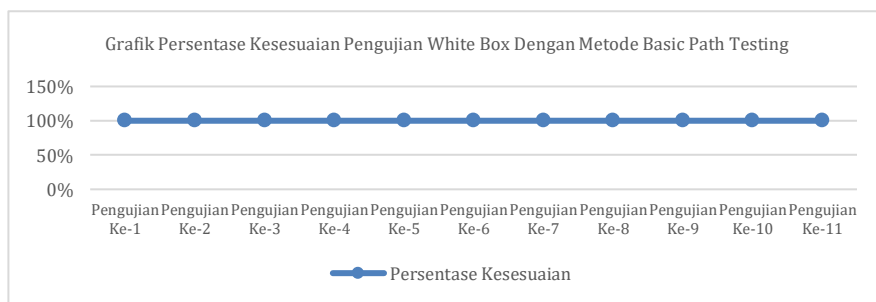 Grafik Persentase Kesesuaian Pengujian White Box Dengan Metode Basic Path Testing
150%
100%
50%
0%
Pengujian Pengujian Pengujian Pengujian Pengujian Pengujian Pengujian Pengujian Pengujian Pengujian Pengujian
Ke-1 Ke-2 Ke-3 Ke-4 Ke-5 Ke-6 Ke-7 Ke-8 Ke-9 Ke-10 Ke-11
Persentase Kesesuaian